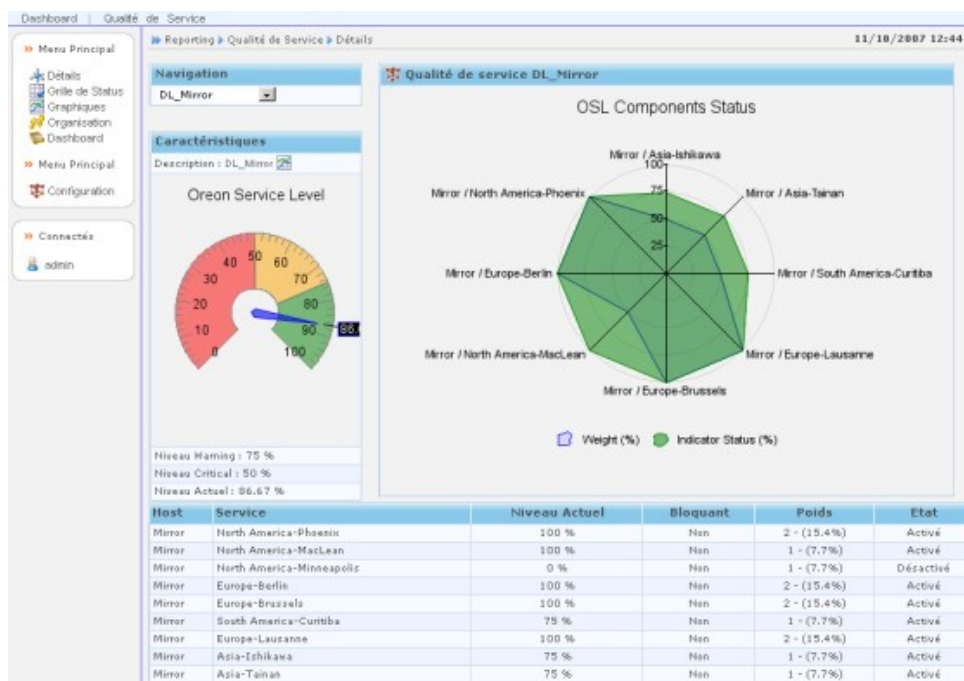 Dashboard | Qualité de Service
Menu Principal
Détails
Grille de Status
Graphiques
Organisation
Dashboard
Menu Principal
Configuration
Connectés
admin
Reporting Qualité de Service Détails
11/10/2007 12:44
Navigation
DL_Mirror
Caractéristiques
Description : DL_Mirror
Oreon Service Level
0 10 20 30 40 50 60 70 80 90 100
86.
Niveau Warning : 75 %
Niveau Critical : 50 %
Niveau Actuel : 86.67 %
Qualité de service DL_Mirror
OSL Components Status
Mirror / Asia-Ishikawa
100
75
50
25
Mirror / North America-Phoenix
Mirror / Asia-Tainan
Mirror / Europe-Berlin
Mirror / South America-Curitiba
Mirror / North America-MacLean
Mirror / Europe-Lausanne
Mirror / Europe-Brussels
Weight (%) Indicator Status (%)
Host Service Niveau Actuel Bloquant Poids Etat
Mirror North America-Phoenix 100 % Non 2 - (15.4%) Activé
Mirror North America-MacLean 100 % Non 1 - (7.7%) Activé
Mirror North America-Minneapolis 0 % Non 1 - (7.7%) Désactivé
Mirror Europe-Berlin 100 % Non 2 - (15.4%) Activé
Mirror Europe-Brussels 100 % Non 2 - (15.4%) Activé
Mirror South America-Curitiba 75 % Non 1 - (7.7%) Activé
Mirror Europe-Lausanne 100 % Non 2 - (15.4%) Activé
Mirror Asia-Ishikawa 75 % Non 1 - (7.7%) Activé
Mirror Asia-Tainan 75 % Non 1 - (7.7%) Activé